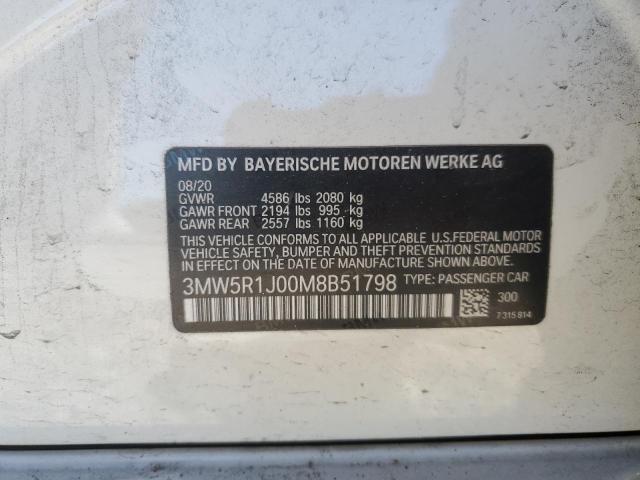 MFD BY BAYERISCHE MOTOREN WERKE AG
08/20
GVWR 4586 lbs 2080 kg
GAWR FRONT 2194 lbs 995 kg
GAWR REAR 2557 lbs 1160 kg
THIS VEHICLE CONFORMS TO ALL APPLICABLE U.S.FEDERAL MOTOR
VEHICLE SAFETY, BUMPER, AND THEFT PREVENTION STANDARDS
IN EFFECT ON THE DATE OF MANUFACTURE SHOWN ABOVE.
3MW5R1J00M8B51798 TYPE: PASSENGER CAR
300
7 315 814